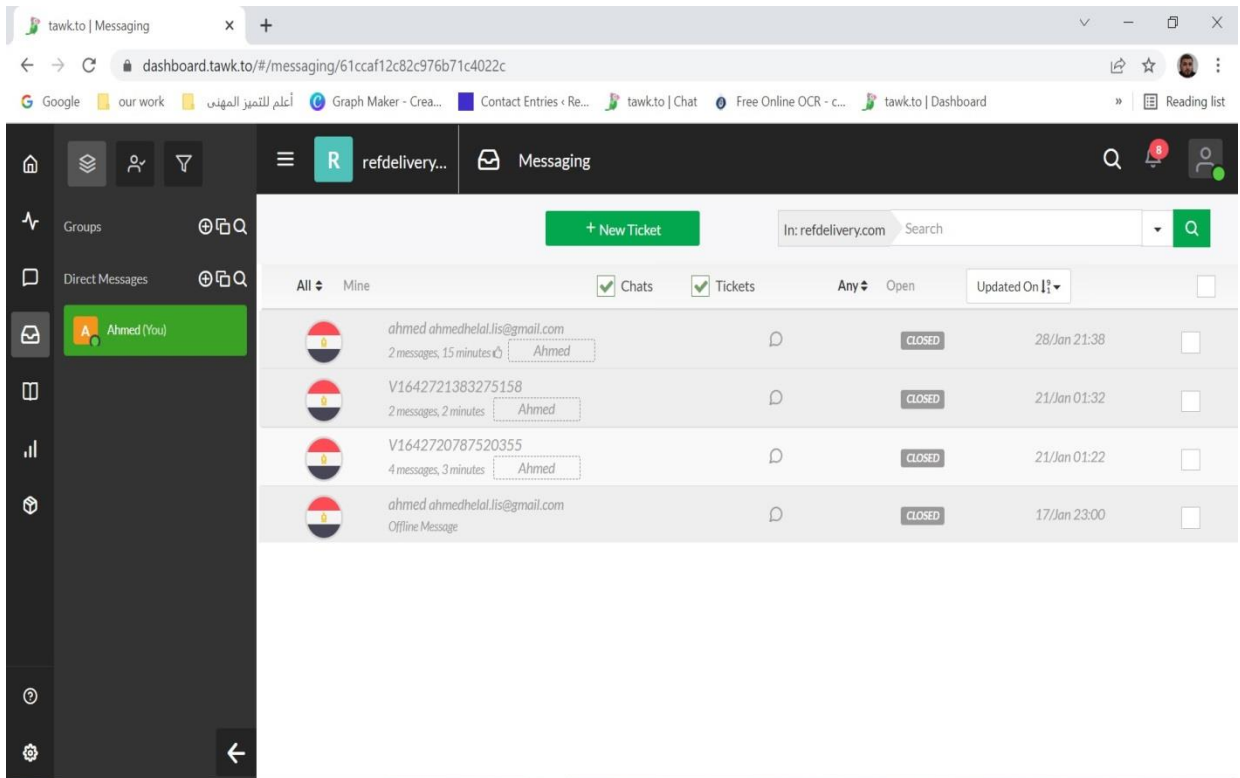 tawk.to | Messaging
dashboard.tawk.to/#/messaging/61ccaf12c82c976b71c4022c
Google our work أعلم للتميز المهنى Graph Maker - Crea... Contact Entries ‹ Re... tawk.to | Chat Free Online OCR - c... tawk.to | Dashboard » Reading list
R refdelivery... Messaging 8
Groups
+ New Ticket In: refdelivery.com Search
Direct Messages
All Mine Chats Tickets Any Open Updated On
A Ahmed (You)
ahmed ahmedhelal.lis@gmail.com
2 messages, 15 minutes Ahmed CLOSED 28/Jan 21:38
V1642721383275158
2 messages, 2 minutes Ahmed CLOSED 21/Jan 01:32
V1642720787520355
4 messages, 3 minutes Ahmed CLOSED 21/Jan 01:22
ahmed ahmedhelal.lis@gmail.com
Offline Message CLOSED 17/Jan 23:00